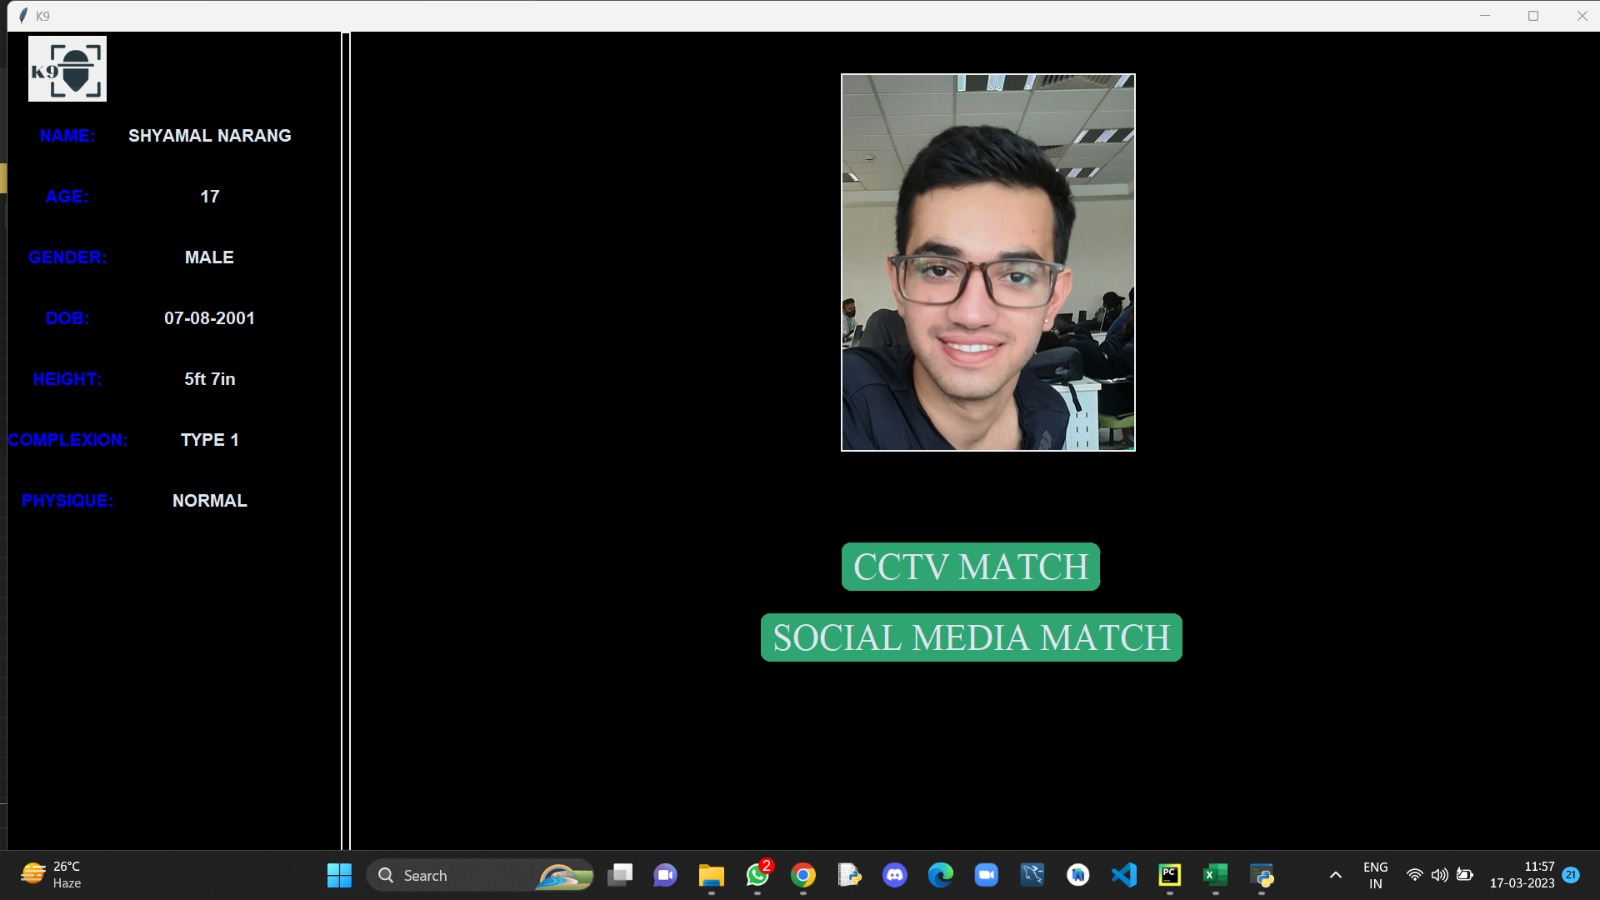 K9
K9
NAME: SHYAMAL NARANG
AGE: 17
GENDER: MALE
DOB: 07-08-2001
HEIGHT: 5ft 7in
COMPLEXION: TYPE 1
PHYSIQUE: NORMAL
CCTV MATCH
SOCIAL MEDIA MATCH
26°C
Haze
Search
2
PC
X
ENG
IN
11:57
17-03-2023
21